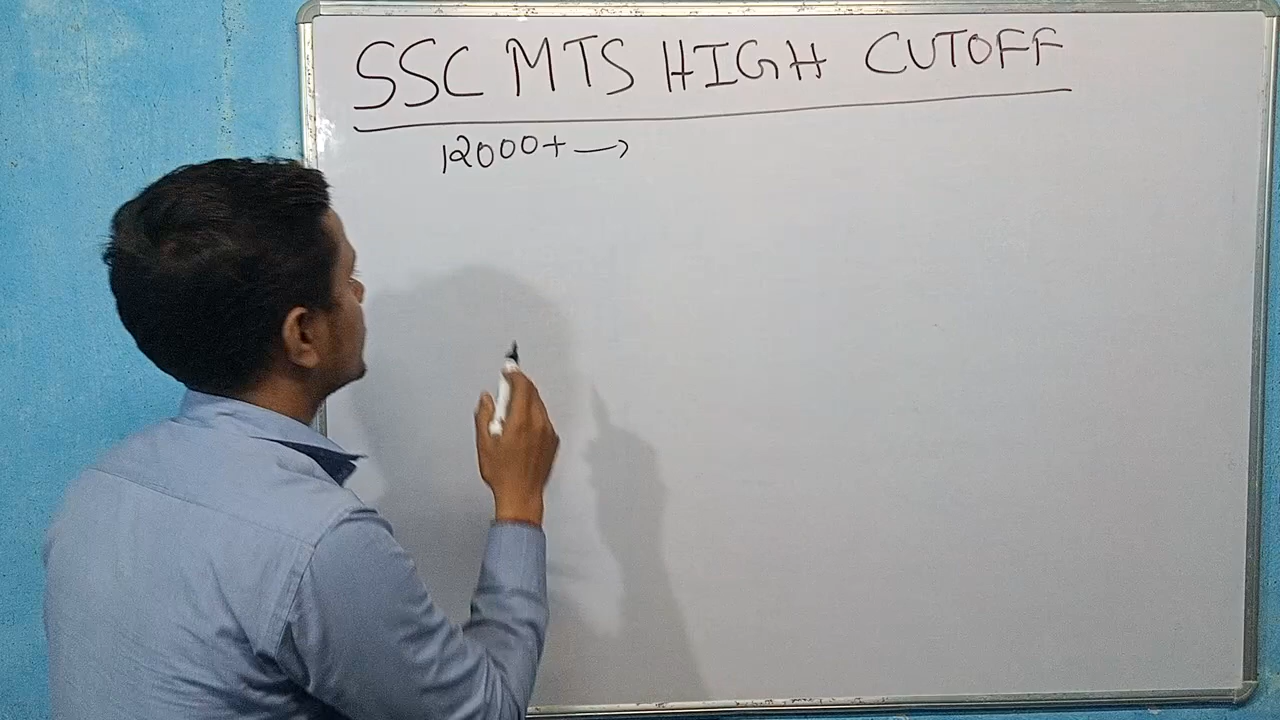 SSC MTS HIGH CUTOFF
12000+ →